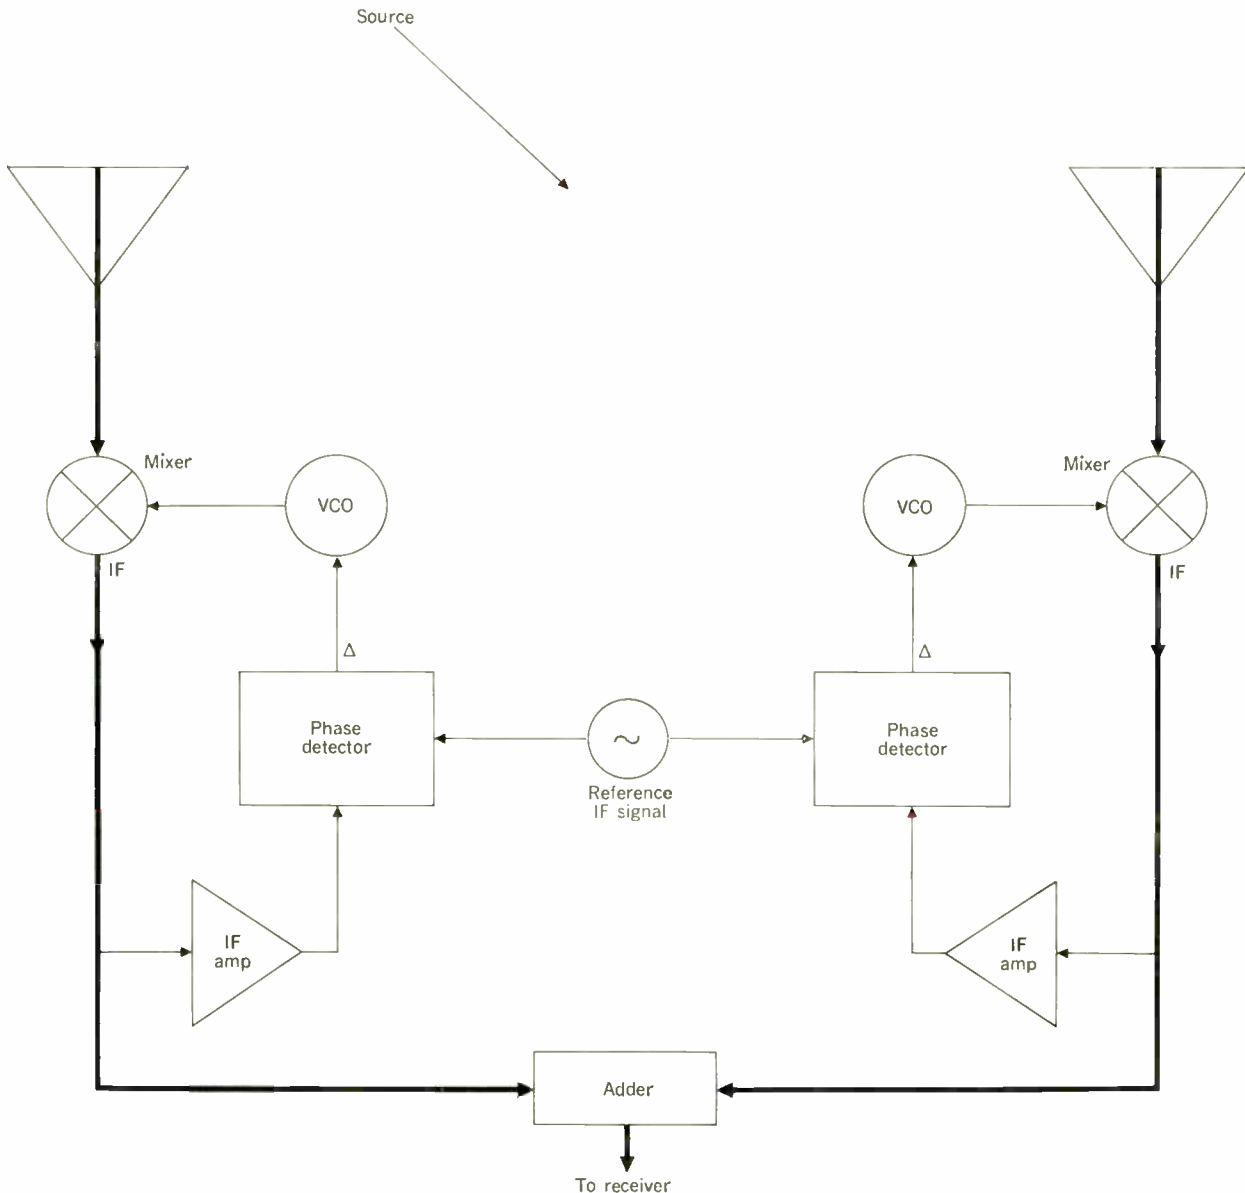 Source
Mixer
VCO
IF
VCO
Mixer
IF
Δ
Δ
Phase
detector
Reference
IF signal
Phase
detector
IF
amp
IF
amp
Adder
To receiver